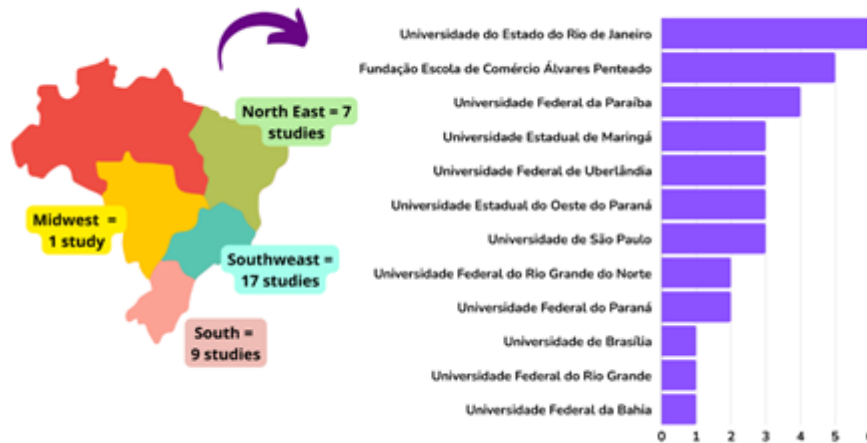 North East = 7
studies
Midwest =
1 study
Southweast =
17 studies
South =
9 studies
Universidade do Estado do Rio de Janeiro
Fundação Escola de Comércio Álvares Penteado
Universidade Federal da Paraíba
Universidade Estadual de Maringá
Universidade Federal de Uberlândia
Universidade Estadual do Oeste do Paraná
Universidade de São Paulo
Universidade Federal do Rio Grande do Norte
Universidade Federal do Paraná
Universidade de Brasília
Universidade Federal do Rio Grande
Universidade Federal da Bahia
0 1 2 3 4 5